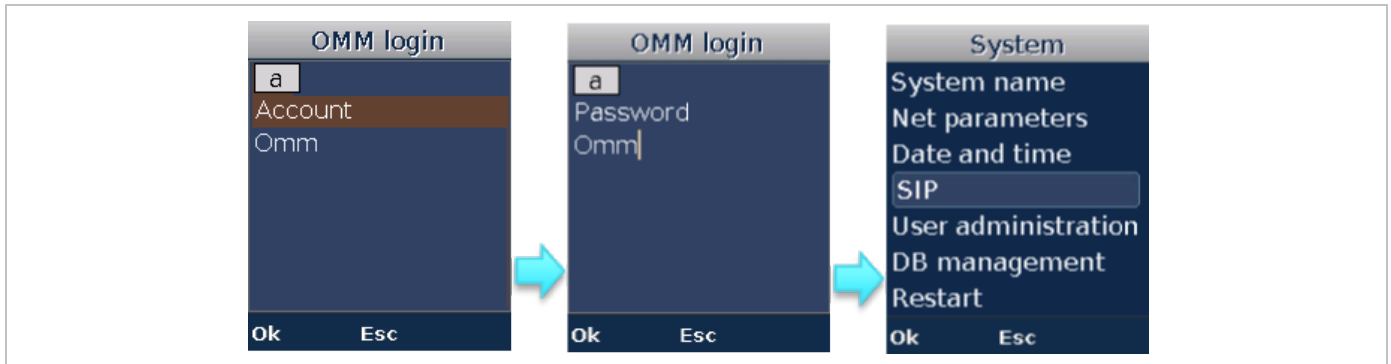 OMM login
a
Account
Omm
Ok Esc
OMM login
a
Password
Omm
Ok Esc
System
System name
Net parameters
Date and time
SIP
User administration
DB management
Restart
Ok Esc